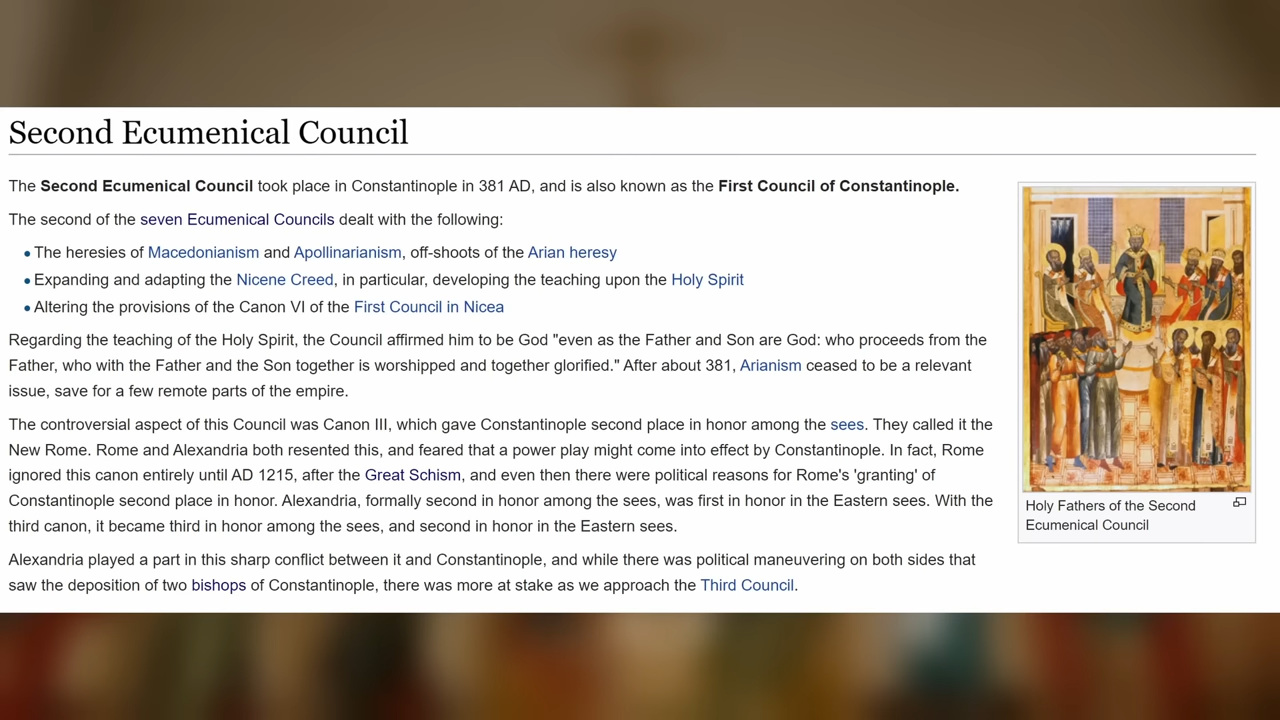 Second Ecumenical Council
The Second Ecumenical Council took place in Constantinople in 381 AD, and is also known as the First Council of Constantinople.
The second of the seven Ecumenical Councils dealt with the following:
• The heresies of Macedonianism and Apollinarianism, off-shoots of the Arian heresy
• Expanding and adapting the Nicene Creed, in particular, developing the teaching upon the Holy Spirit
• Altering the provisions of the Canon VI of the First Council in Nicea
Regarding the teaching of the Holy Spirit, the Council affirmed him to be God "even as the Father and Son are God: who proceeds from the
Father, who with the Father and the Son together is worshipped and together glorified." After about 381, Arianism ceased to be a relevant
issue, save for a few remote parts of the empire.
The controversial aspect of this Council was Canon III, which gave Constantinople second place in honor among the sees. They called it the
New Rome. Rome and Alexandria both resented this, and feared that a power play might come into effect by Constantinople. In fact, Rome
ignored this canon entirely until AD 1215, after the Great Schism, and even then there were political reasons for Rome's 'granting' of
Constantinople second place in honor. Alexandria, formally second in honor among the sees, was first in honor in the Eastern sees. With the
third canon, it became third in honor among the sees, and second in honor in the Eastern sees.
Alexandria played a part in this sharp conflict between it and Constantinople, and while there was political maneuvering on both sides that
saw the deposition of two bishops of Constantinople, there was more at stake as we approach the Third Council.
Holy Fathers of the Second
Ecumenical Council